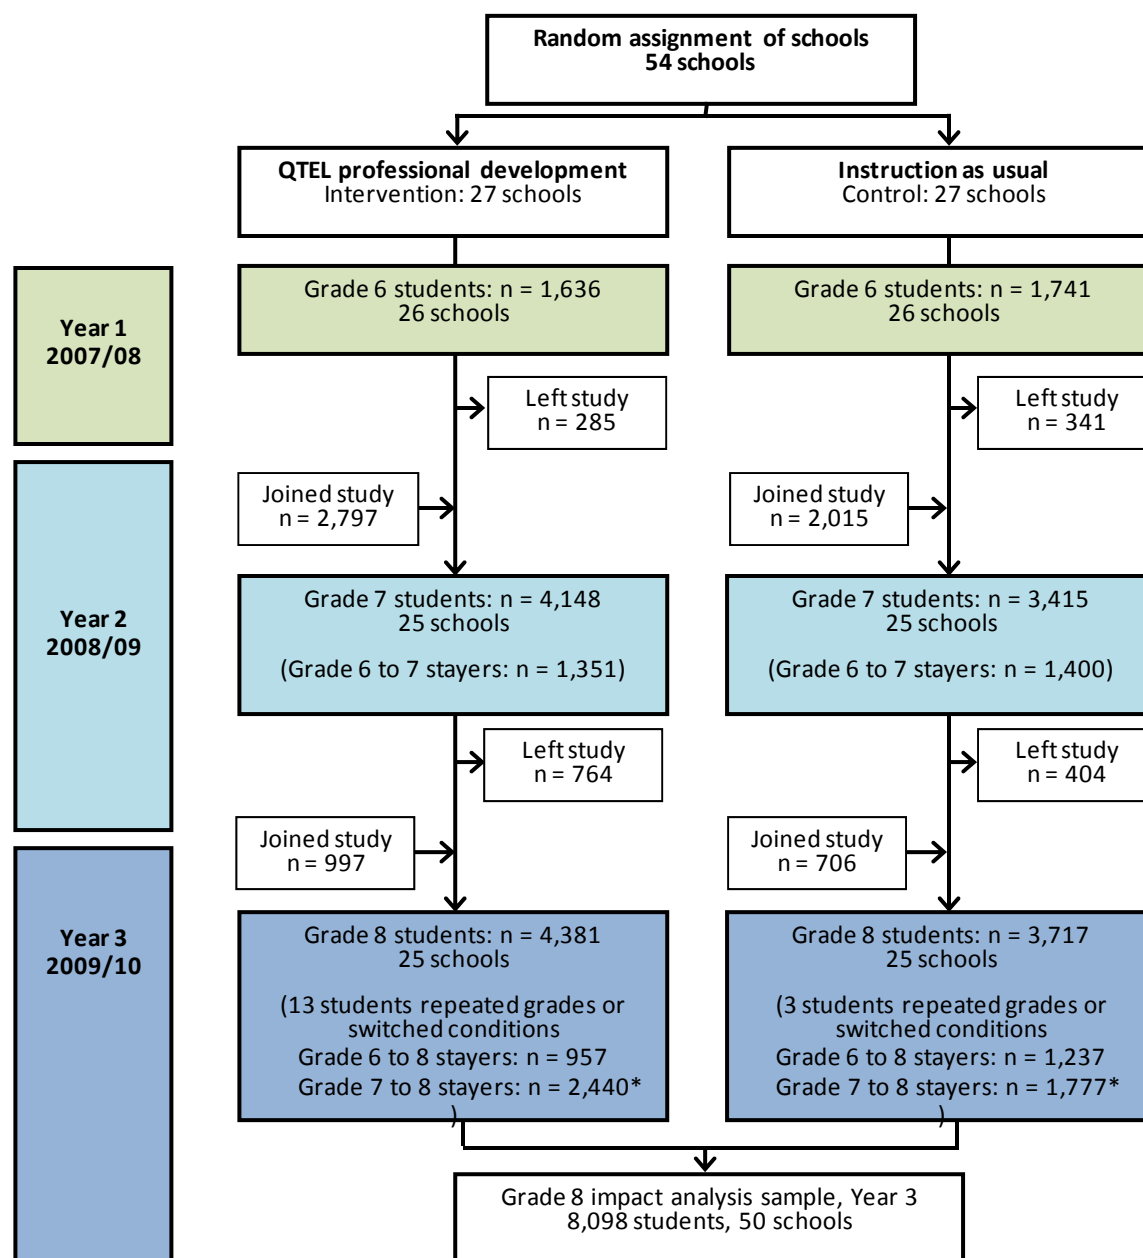 Random assignment of schools
54 schools
QTEL professional development
Intervention: 27 schools
Instruction as usual
Control: 27 schools
Year 1
2007/08
Grade 6 students: n = 1,636
26 schools
Grade 6 students: n = 1,741
26 schools
Left study
n = 285
Left study
n = 341
Year 2
2008/09
Joined study
n = 2,797
Joined study
n = 2,015
Grade 7 students: n = 4,148
25 schools
(Grade 6 to 7 stayers: n = 1,351)
Grade 7 students: n = 3,415
25 schools
(Grade 6 to 7 stayers: n = 1,400)
Left study
n = 764
Left study
n = 404
Year 3
2009/10
Joined study
n = 997
Joined study
n = 706
Grade 8 students: n = 4,381
25 schools
(13 students repeated grades or
switched conditions
Grade 6 to 8 stayers: n = 957
Grade 7 to 8 stayers: n = 2,440*
)
Grade 8 students: n = 3,717
25 schools
(3 students repeated grades or
switched conditions
Grade 6 to 8 stayers: n = 1,237
Grade 7 to 8 stayers: n = 1,777*
)
Grade 8 impact analysis sample, Year 3
8,098 students, 50 schools